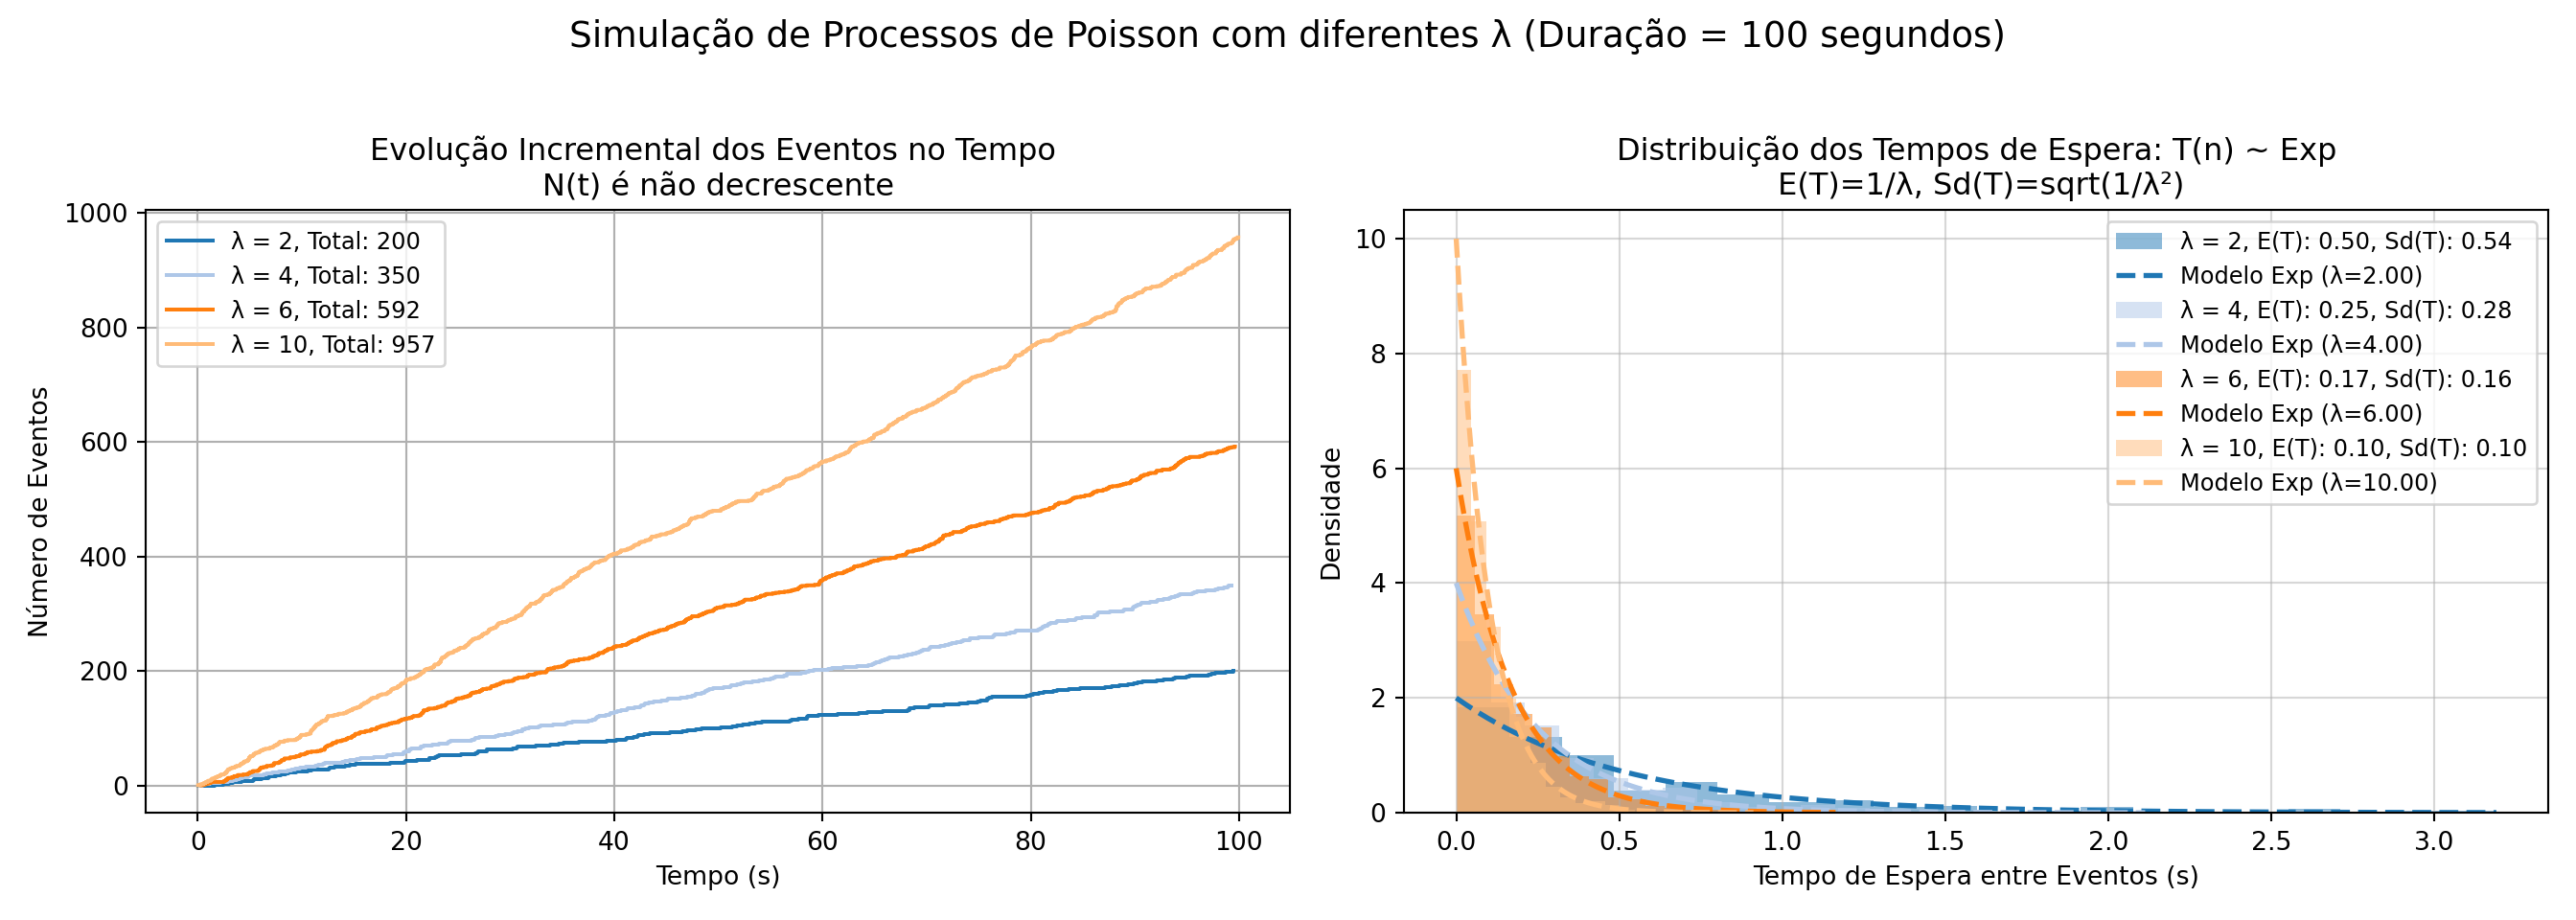 Simulação de Processos de Poisson com diferentes λ (Duração = 100 segundos)
Evolução Incremental dos Eventos no Tempo
N(t) é não decrescente
1000
800
600
400
200
0
Número de Eventos
λ = 2, Total: 200
λ = 4, Total: 350
λ = 6, Total: 592
λ = 10, Total: 957
0 20 40 60 80 100
Tempo (s)
Distribuição dos Tempos de Espera: T(n) ~ Exp
E(T)=1/λ, Sd(T)=sqrt(1/λ²)
10
8
6
4
2
0
Densidade
λ = 2, E(T): 0.50, Sd(T): 0.54
Modelo Exp (λ=2.00)
λ = 4, E(T): 0.25, Sd(T): 0.28
Modelo Exp (λ=4.00)
λ = 6, E(T): 0.17, Sd(T): 0.16
Modelo Exp (λ=6.00)
λ = 10, E(T): 0.10, Sd(T): 0.10
Modelo Exp (λ=10.00)
0.0 0.5 1.0 1.5 2.0 2.5 3.0
Tempo de Espera entre Eventos (s)